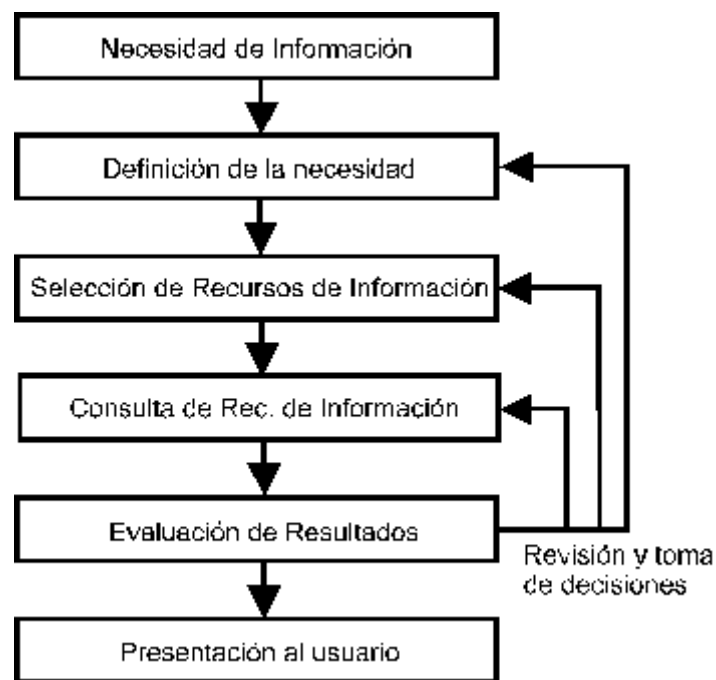 Necesidad de Información
Definición de la necesidad
Selección de Recursos de Información
Consulta de Rec. de Información
Evaluación de Resultados
Revisión y toma
de decisiones
Presentación al usuario